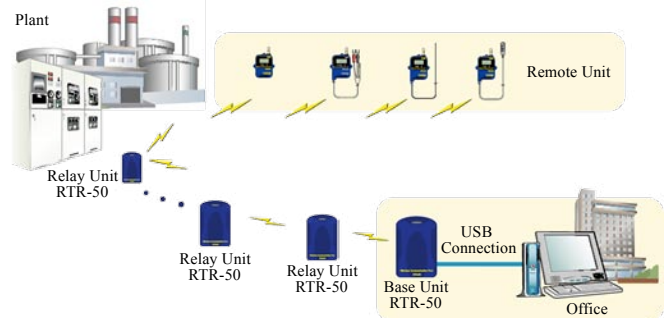 Plant
Remote Unit
Relay Unit
RTR-50
Relay Unit
RTR-50
Relay Unit
RTR-50
Base Unit
RTR-50
USB
Connection
Office